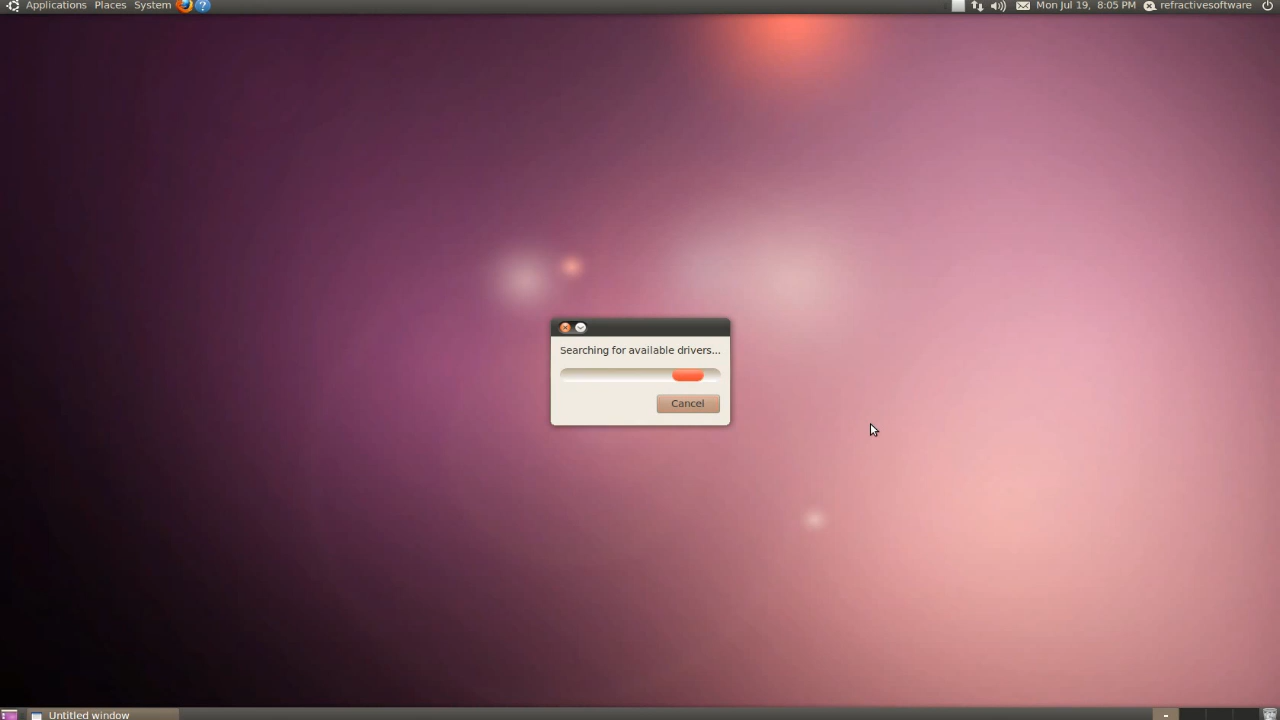 Applications Places System Mon Jul 19, 8:05 PM refractivesoftware
Searching for available drivers...
Cancel
Untitled window